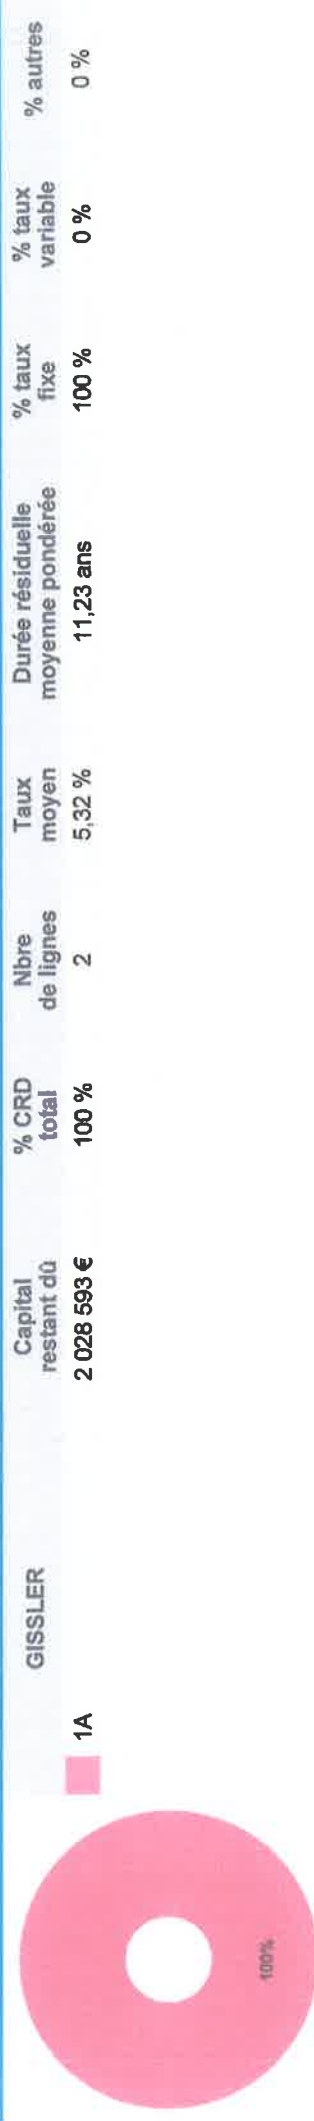 GISSLER Capital restant dû % CRD total Nbre de lignes Taux moyen Durée résiduelle moyenne pondérée % taux fixe % taux variable % autres
1A 2 028 593 € 100 % 2 5,32 % 11,23 ans 100 % 0 % 0 %
100%